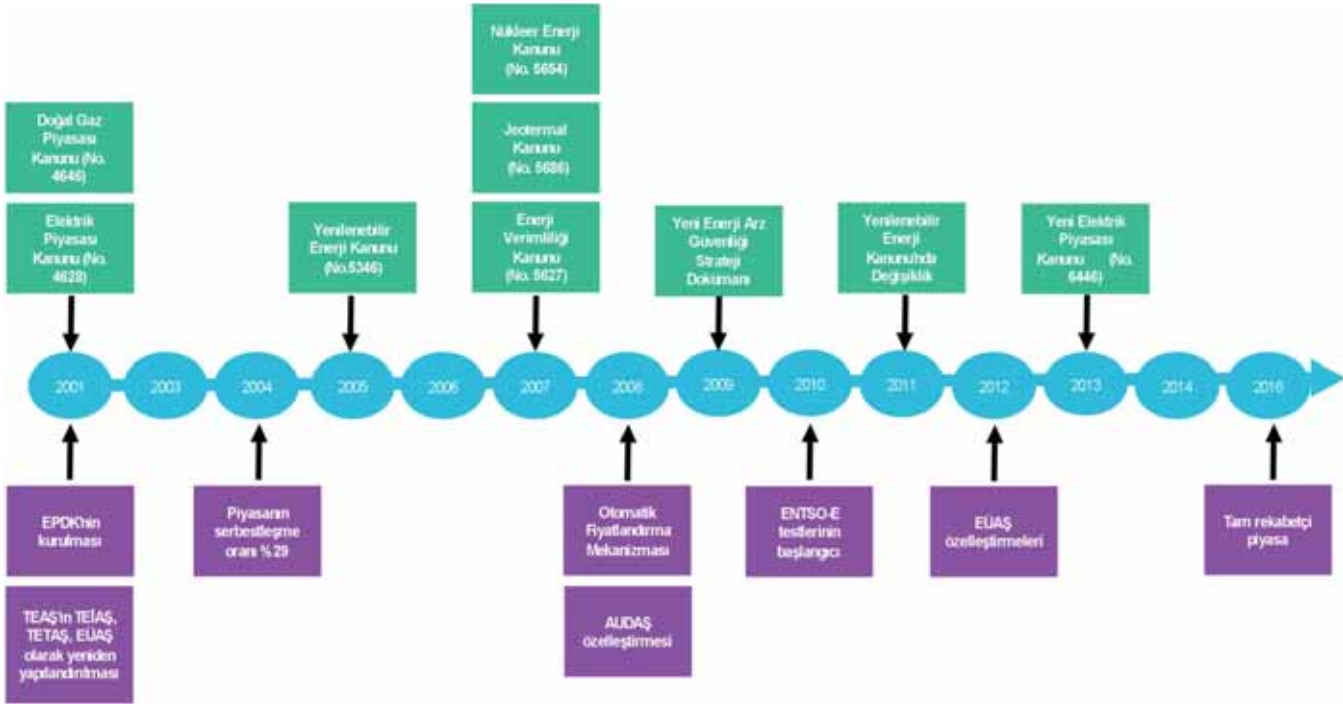 Nükleer Enerji
Kanunu
(No. 5654)
Doğal Gaz
Piyasası
Kanunu (No.
4646)
Jeotermal
Kanunu
(No. 5686)
Elektrik
Piyasası
Kanunu (No.
4628)
Yenilenebilir
Enerji Kanunu
(No.5346)
Enerji
Verimliliği
Kanunu
(No. 5627)
Yeni Enerji Arz
Güvenliği
Strateji
Dokumanı
Yenilenebilir
Enerji
Kanunu'nda
Değişiklik
Yeni Elektrik
Piyasası
Kanunu (No.
6446)
2001 2003 2004 2005 2006 2007 2008 2009 2010 2011 2012 2013 2014 2016
EPDK'nin
kurulması
Piyasanın
serbestleşme
oranı %29
Otomatik
Fiyatlandırma
Mekanizması
ENTSO-E
testlerinin
başlangıcı
EÜAŞ
özelleştirmeleri
Tam rekabetçi
piyasa
TEAŞ'ın TEİAŞ,
TETAŞ, EÜAŞ
olarak yeniden
yapılandırılması
AUDAŞ
özelleştirmesi